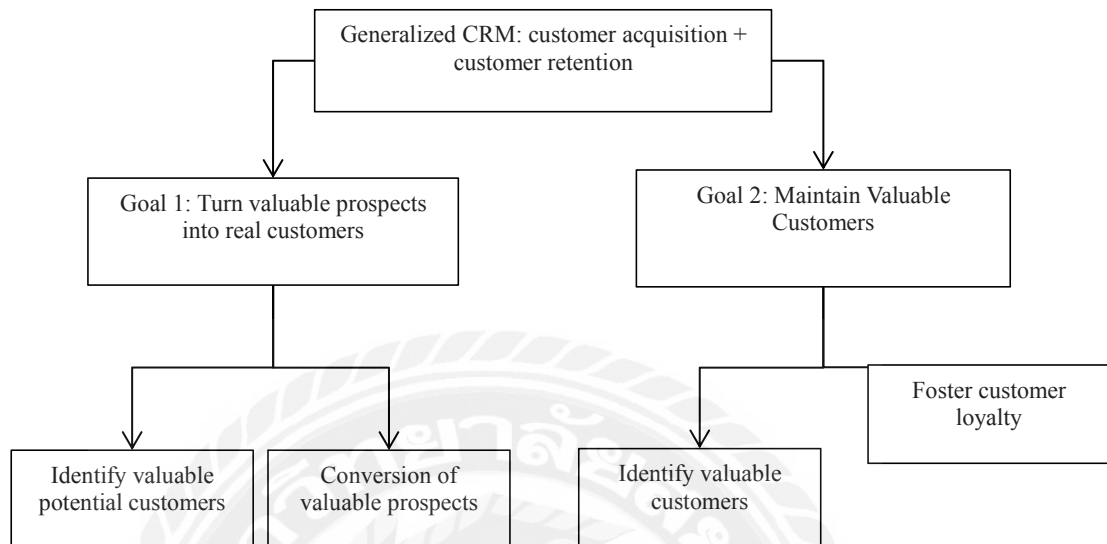 Generalized CRM: customer acquisition +
customer retention
Goal 1: Turn valuable prospects
into real customers
Goal 2: Maintain Valuable
Customers
Foster customer
loyalty
Identify valuable
potential customers
Conversion of
valuable prospects
Identify valuable
customers